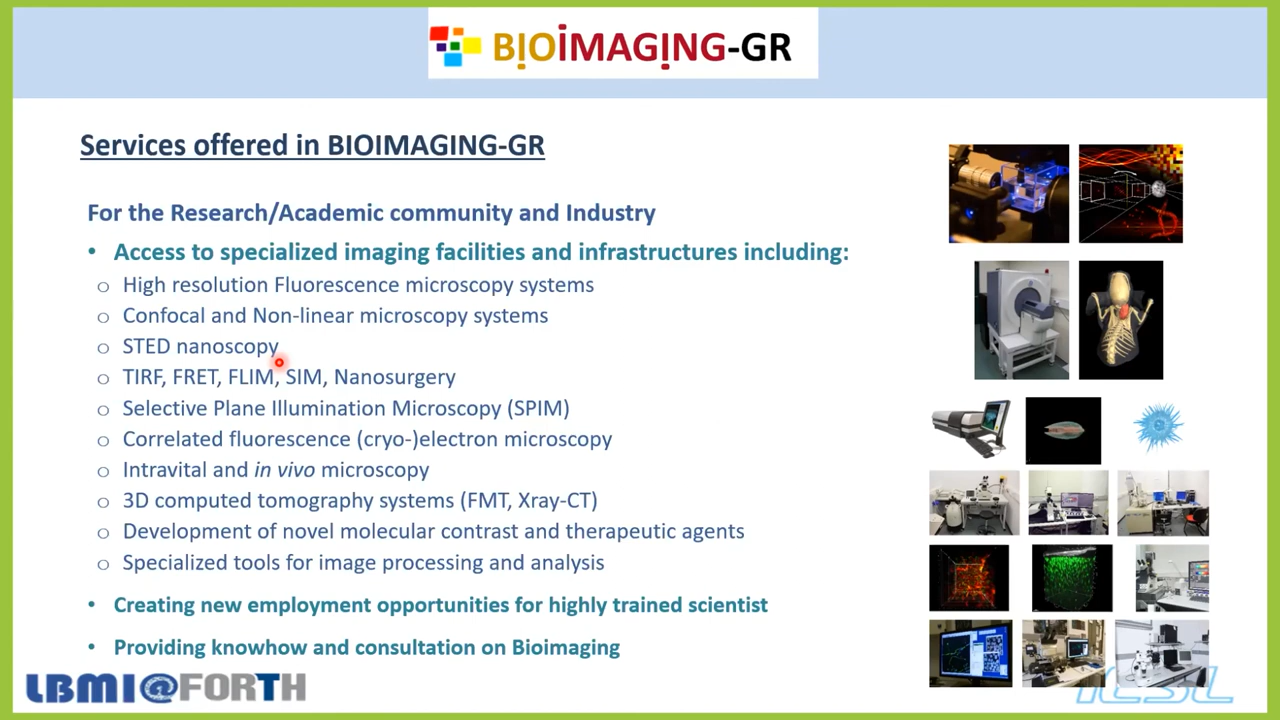 BIOIMAGING-GR
Services offered in BIOIMAGING-GR
For the Research/Academic community and Industry
• Access to specialized imaging facilities and infrastructures including:
o High resolution Fluorescence microscopy systems
o Confocal and Non-linear microscopy systems
o STED nanoscopy
o TIRF, FRET, FLIM, SIM, Nanosurgery
o Selective Plane Illumination Microscopy (SPIM)
o Correlated fluorescence (cryo-)electron microscopy
o Intravital and in vivo microscopy
o 3D computed tomography systems (FMT, Xray-CT)
o Development of novel molecular contrast and therapeutic agents
o Specialized tools for image processing and analysis
• Creating new employment opportunities for highly trained scientist
• Providing knowhow and consultation on Bioimaging
LBMI@FORTH